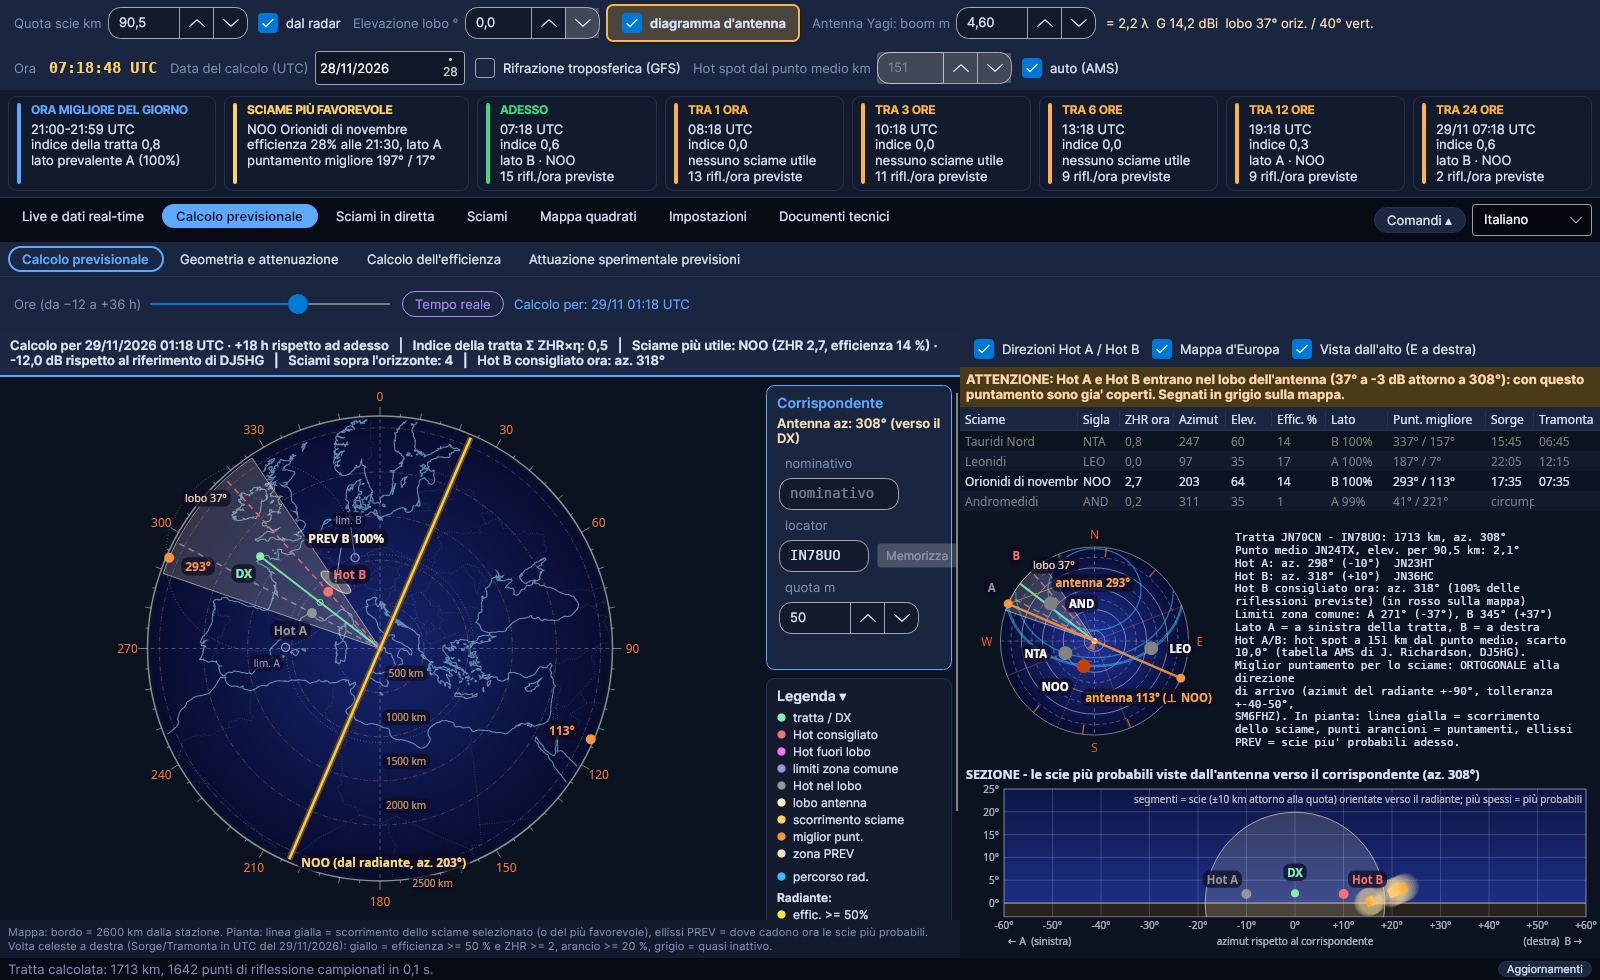 Quota scie km 90,5 dal radar Elevazione lobo ° 0,0 diagramma d'antenna Antenna Yagi: boom m 4,60 = 2,2 λ G 14,2 dBi lobo 37° oriz. / 40° vert.
Ora 07:18:48 UTC Data del calcolo (UTC) 28/11/2026 28 Rifrazione troposferica (GFS) Hot spot dal punto medio km 151 auto (AMS)
ORA MIGLIORE DEL GIORNO
21:00-21:59 UTC
indice della tratta 0,8
lato prevalente A (100%)
SCIAME PIÙ FAVOREVOLE
NOO Orionidi di novembre
efficienza 28% alle 21:30, lato A
puntamento migliore 197° / 17°
ADESSO
07:18 UTC
indice 0,6
lato B · NOO
15 rifl./ora previste
TRA 1 ORA
08:18 UTC
indice 0,0
nessuno sciame utile
13 rifl./ora previste
TRA 3 ORE
10:18 UTC
indice 0,0
nessuno sciame utile
11 rifl./ora previste
TRA 6 ORE
13:18 UTC
indice 0,0
nessuno sciame utile
9 rifl./ora previste
TRA 12 ORE
19:18 UTC
indice 0,3
lato A · NOO
9 rifl./ora previste
TRA 24 ORE
29/11 07:18 UTC
indice 0,6
lato B · NOO
2 rifl./ora previste
Live e dati real-time Calcolo previsionale Sciami in diretta Sciami Mappa quadrati Impostazioni Documenti tecnici Comandi ▴ Italiano
Calcolo previsionale Geometria e attenuazione Calcolo dell'efficienza Attuazione sperimentale previsioni
Ore (da −12 a +36 h) Tempo reale Calcolo per: 29/11 01:18 UTC
Calcolo per 29/11/2026 01:18 UTC · +18 h rispetto ad adesso | Indice della tratta Σ ZHR×η: 0,5 | Sciame più utile: NOO (ZHR 2,7, efficienza 14 %) ·
-12,0 dB rispetto al riferimento di DJ5HG | Sciami sopra l'orizzonte: 4 | Hot B consigliato ora: az. 318°
0
330
30
lobo 37°
300
lim. B
60
PREV B 100%
293°
DX
Hot B
Hot A
270
90
lim. A
500 km
1000 km
113°
1500 km
240
120
2000 km
NOO (dal radiante, az. 203°)
210
150
2500 km
180
Corrispondente
Antenna az: 308° (verso il
DX)
nominativo
nominativo
locator
IN78UO Memorizza
quota m
50
Legenda ▾
tratta / DX
Hot consigliato
Hot fuori lobo
limiti zona comune
Hot nel lobo
lobo antenna
scorrimento sciame
miglior punt.
zona PREV
percorso rad.
Radiante:
effic. >= 50%
Direzioni Hot A / Hot B Mappa d'Europa Vista dall'alto (E a destra)
ATTENZIONE: Hot A e Hot B entrano nel lobo dell'antenna (37° a -3 dB attorno a 308°): con questo
puntamento sono gia' coperti. Segnati in grigio sulla mappa.
Sciame Sigla ZHR ora Azimut Elev. Effic. % Lato Punt. migliore Sorge Tramonta
Tauridi Nord NTA 0,8 247 60 14 B 100% 337° / 157° 15:45 06:45
Leonidi LEO 0,0 97 35 17 A 100% 187° / 7° 22:05 12:15
Orionidi di novembr NOO 2,7 203 64 14 B 100% 293° / 113° 17:35 07:35
Andromedidi AND 0,2 311 35 1 A 99% 41° / 221° circump
N
B
lobo 37°
antenna 293°
A
AND
W
E
NTA
LEO
NOO
antenna 113° (⊥ NOO)
S
Tratta JN70CN - IN78UO: 1713 km, az. 308°
Punto medio JN24TX, elev. per 90,5 km: 2,1°
Hot A: az. 298° (-10°) JN23HT
Hot B: az. 318° (+10°) JN36HC
Hot B consigliato ora: az. 318° (100% delle
riflessioni previste) (in rosso sulla mappa)
Limiti zona comune: A 271° (-37°), B 345° (+37°)
Lato A = a sinistra della tratta, B = a destra
Hot A/B: hot spot a 151 km dal punto medio, scarto
10,0° (tabella AMS di J. Richardson, DJ5HG).
Miglior puntamento per lo sciame: ORTOGONALE alla
direzione
di arrivo (azimut del radiante +-90°, tolleranza
+-40-50°,
SM6FHZ). In pianta: linea gialla = scorrimento
dello sciame, punti arancioni = puntamenti, ellissi
PREV = scie piu' probabili adesso.
SEZIONE - le scie più probabili viste dall'antenna verso il corrispondente (az. 308°)
segmenti = scie (±10 km attorno alla quota) orientate verso il radiante; più spessi = più probabili
25°
20°
15°
10°
5°
0°
Hot A DX Hot B
-60° -50° -40° -30° -20° -10° 0° +10° +20° +30° +40° +50° +60°
← A (sinistra) azimut rispetto al corrispondente (destra) B →
Mappa: bordo = 2600 km dalla stazione. Pianta: linea gialla = scorrimento dello sciame selezionato (o del più favorevole), ellissi PREV = dove cadono ora le scie più probabili.
Volta celeste a destra (Sorge/Tramonta in UTC del 29/11/2026): giallo = efficienza >= 50 % e ZHR >= 2, arancio >= 20 %, grigio = quasi inattivo.
Tratta calcolata: 1713 km, 1642 punti di riflessione campionati in 0,1 s. Aggiornamenti